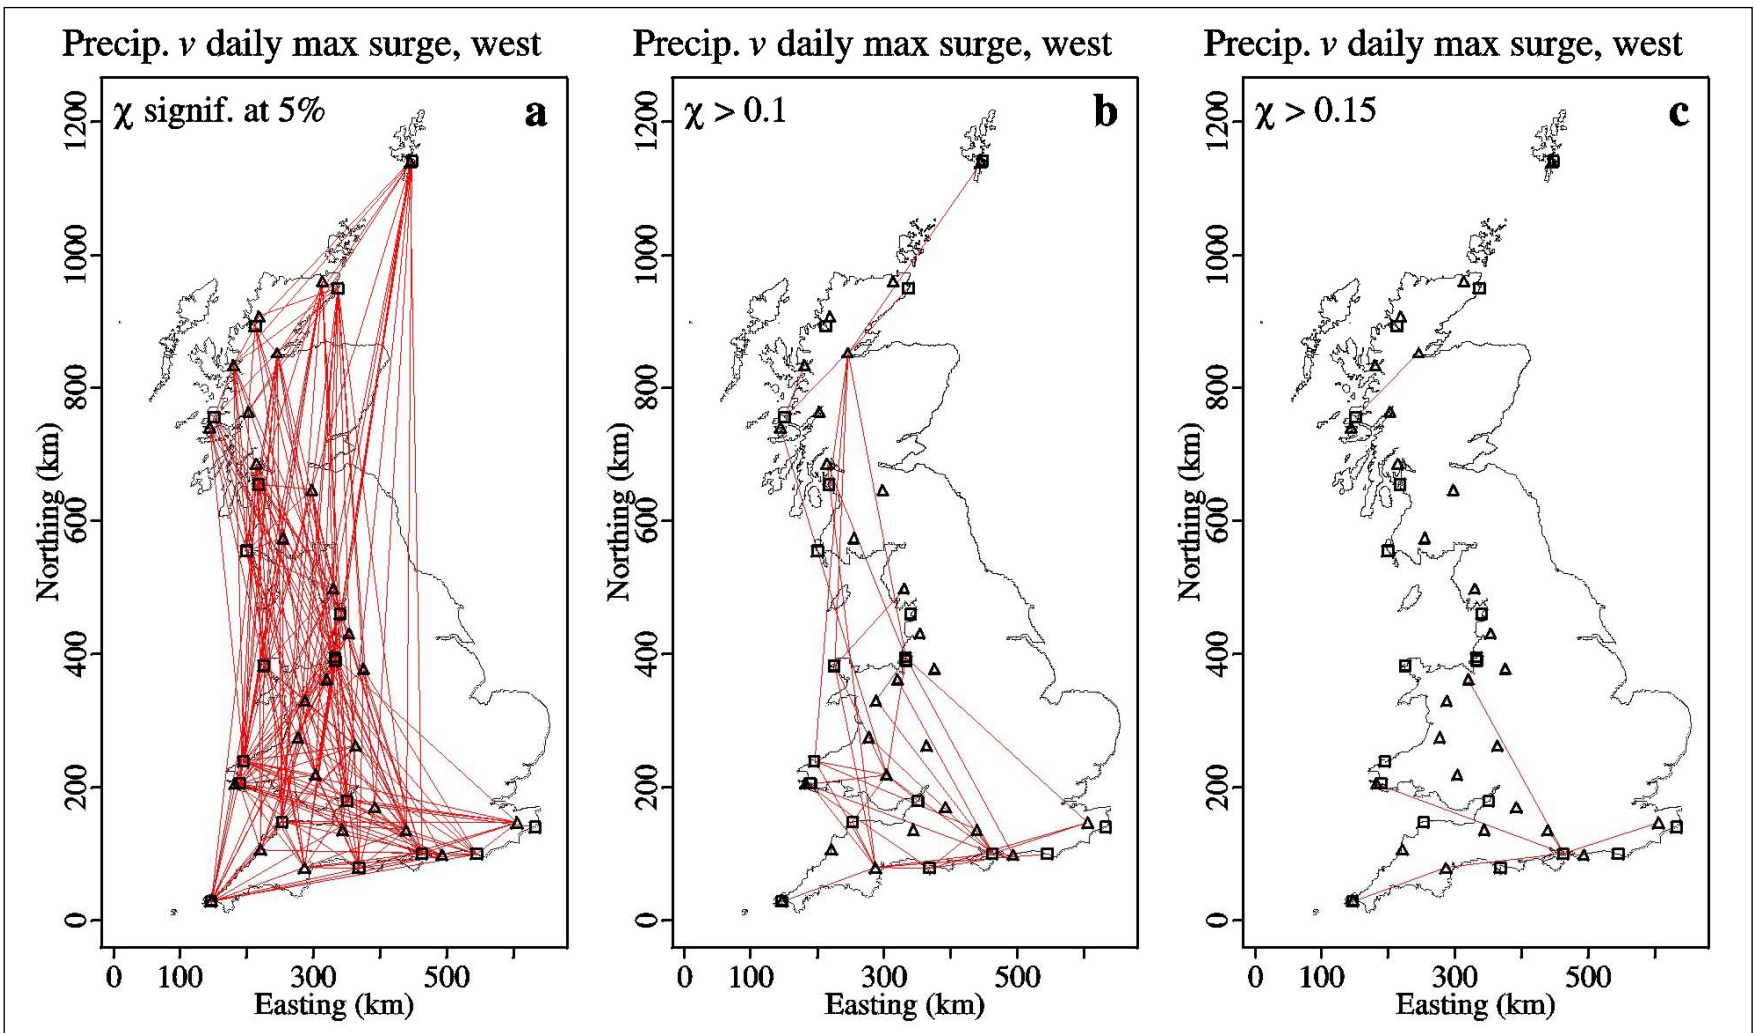 Precip. v daily max surge, west
χ signif. at 5%
a
1200
1000
800
600
400
200
0
Northing (km)
0 100 300 500
Easting (km)
Precip. v daily max surge, west
χ > 0.1
b
1200
1000
800
600
400
200
0
Northing (km)
0 100 300 500
Easting (km)
Precip. v daily max surge, west
χ > 0.15
c
1200
1000
800
600
400
200
0
Northing (km)
0 100 300 500
Easting (km)